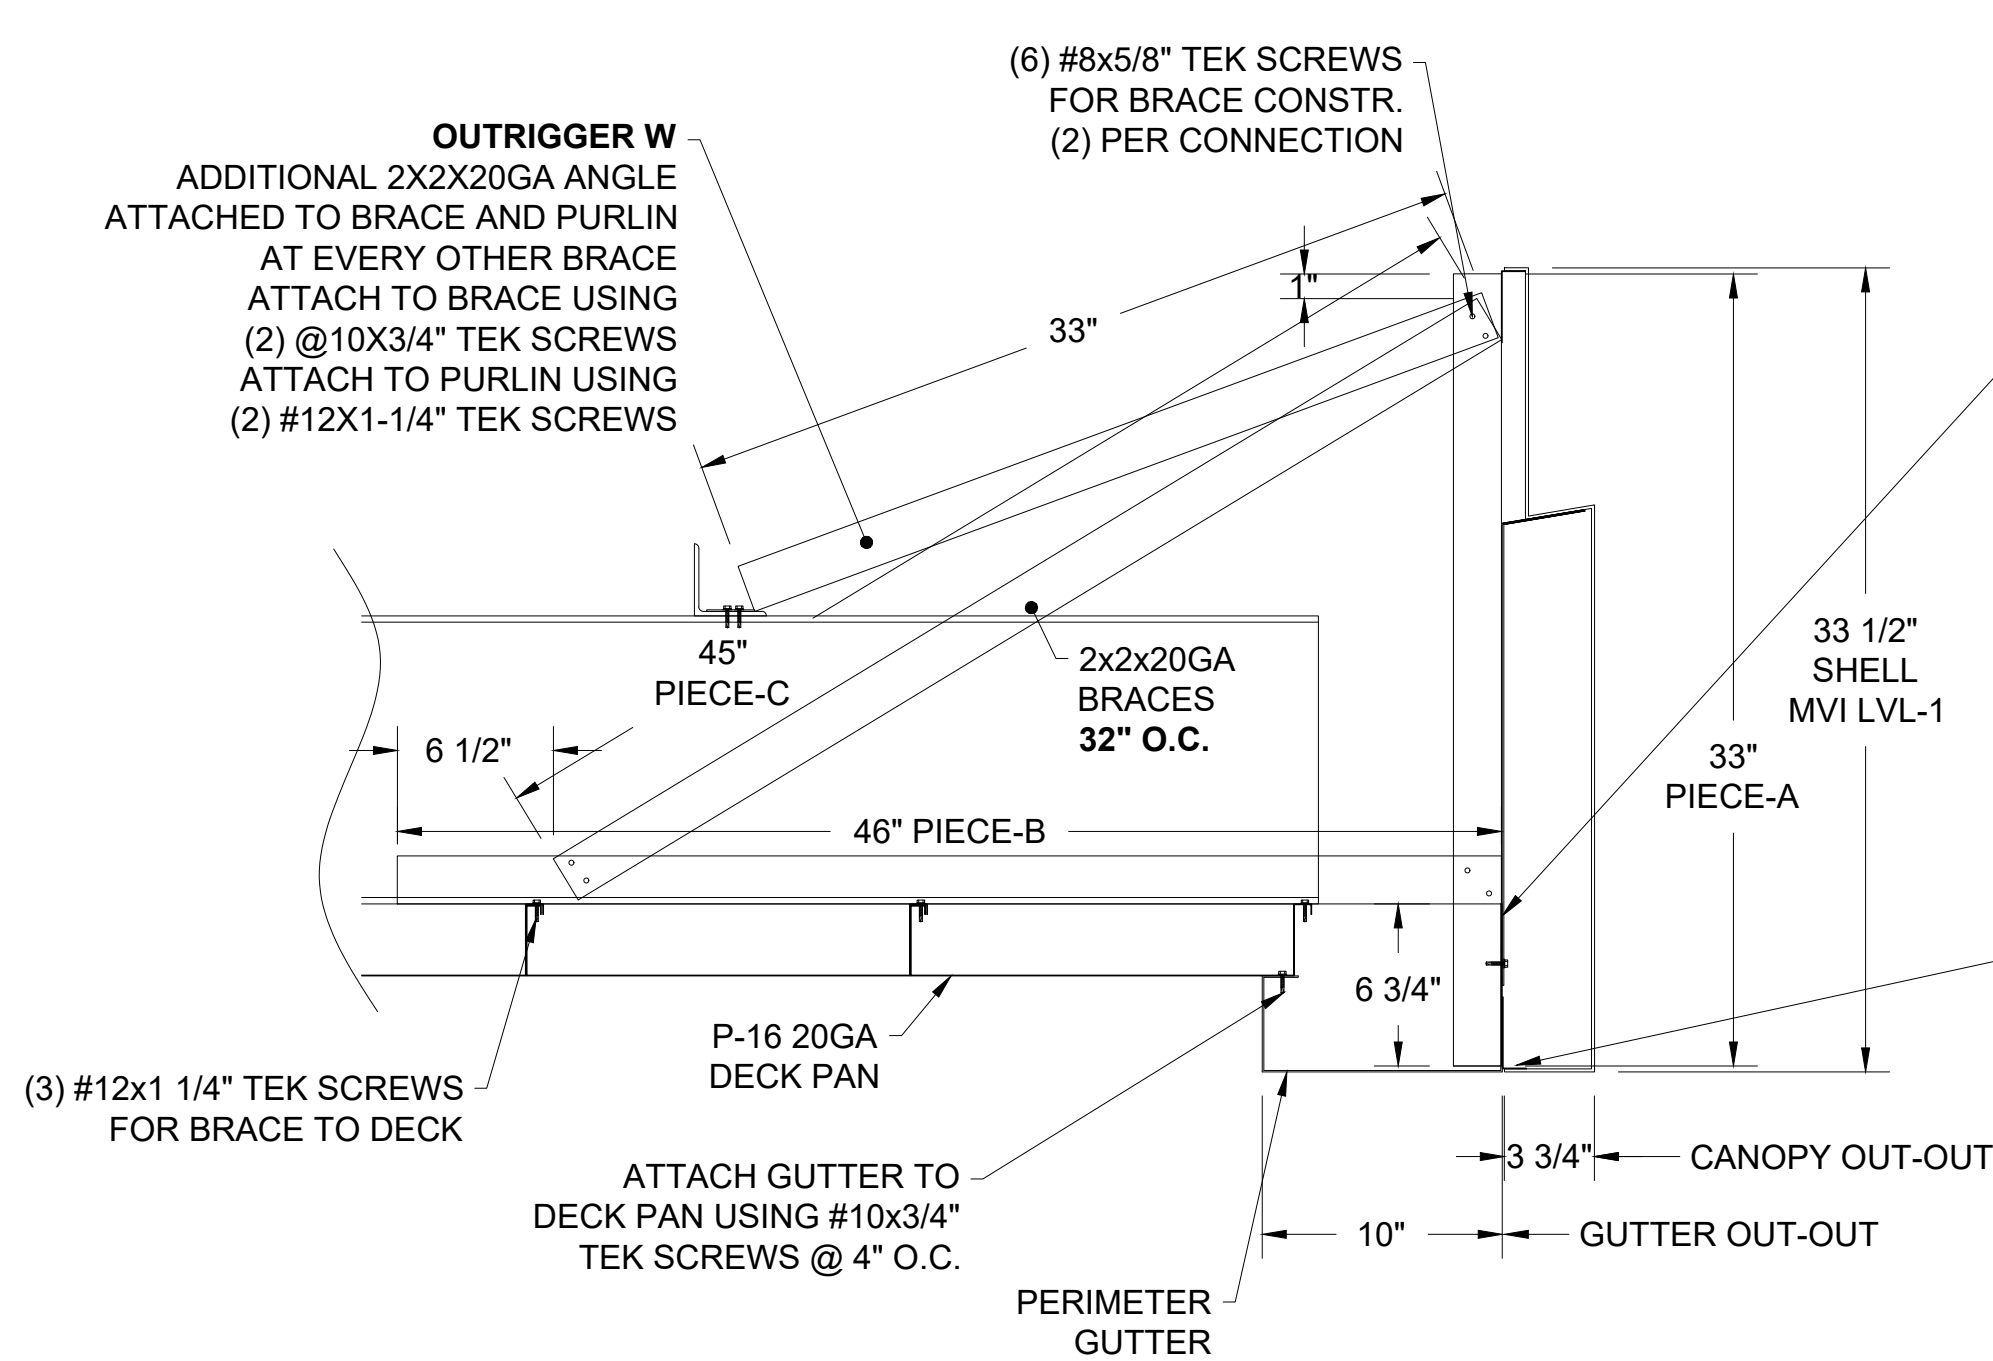 (6) #8x5/8" TEK SCREWS
FOR BRACE CONSTR.
(2) PER CONNECTION
OUTRIGGER W
ADDITIONAL 2X2X20GA ANGLE
ATTACHED TO BRACE AND PURLIN
AT EVERY OTHER BRACE
ATTACH TO BRACE USING
(2) @10X3/4" TEK SCREWS
ATTACH TO PURLIN USING
(2) #12X1-1/4" TEK SCREWS
1"
33"
45"
PIECE-C
2x2x20GA
BRACES
32" O.C.
33 1/2"
SHELL
MVI LVL-1
33"
PIECE-A
6 1/2"
46" PIECE-B
6 3/4"
P-16 20GA
DECK PAN
(3) #12x1 1/4" TEK SCREWS
FOR BRACE TO DECK
ATTACH GUTTER TO
DECK PAN USING #10x3/4"
TEK SCREWS @ 4" O.C.
3 3/4"
CANOPY OUT-OUT
10"
GUTTER OUT-OUT
PERIMETER
GUTTER